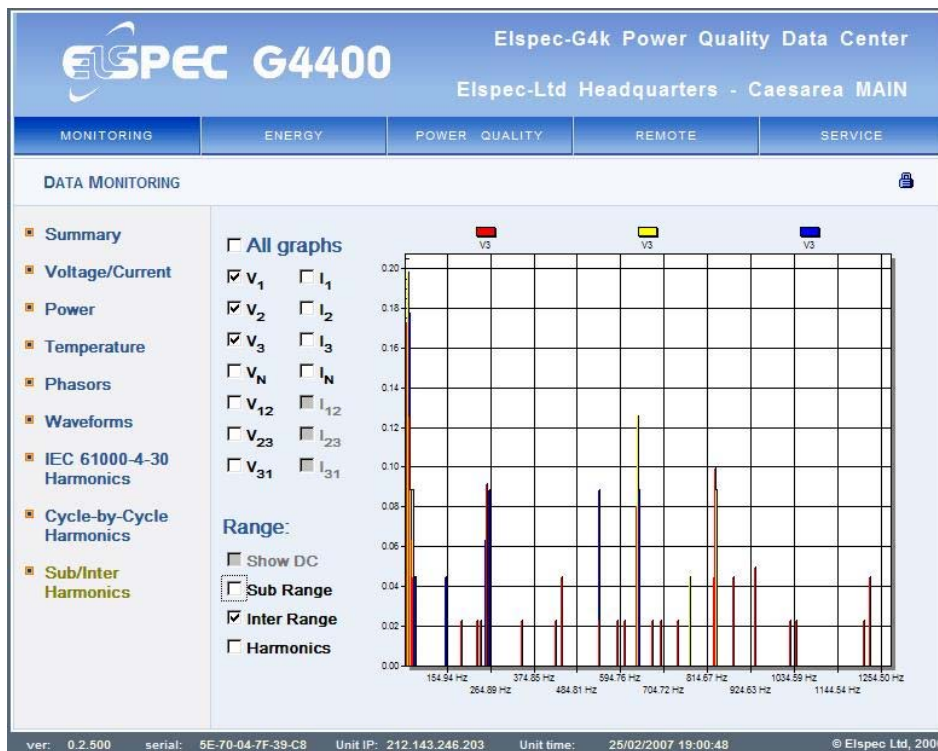 ELSPEC G4400
Elspec-G4k Power Quality Data Center
Elspec-Ltd Headquarters - Caesarea MAIN
MONITORING ENERGY POWER QUALITY REMOTE SERVICE
DATA MONITORING
Summary
Voltage/Current
Power
Temperature
Phasors
Waveforms
IEC 61000-4-30
Harmonics
Cycle-by-Cycle
Harmonics
Sub/Inter
Harmonics
All graphs
V1 I1
V2 I2
V3 I3
VN IN
V12 I12
V23 I23
V31 I31
Range:
Show DC
Sub Range
Inter Range
Harmonics
V3 V3 V3
0.20
0.18
0.16
0.14
0.12
0.10
0.08
0.06
0.04
0.02
0.00
154.94 Hz 374.85 Hz 594.76 Hz 814.67 Hz 1034.59 Hz 1254.50 Hz
264.89 Hz 484.81 Hz 704.72 Hz 924.63 Hz 1144.54 Hz
ver: 0.2.500 serial: 5E-70-04-7F-39-C8 Unit IP: 212.143.246.203 Unit time: 25/02/2007 19:00:48 © Elspec Ltd, 200